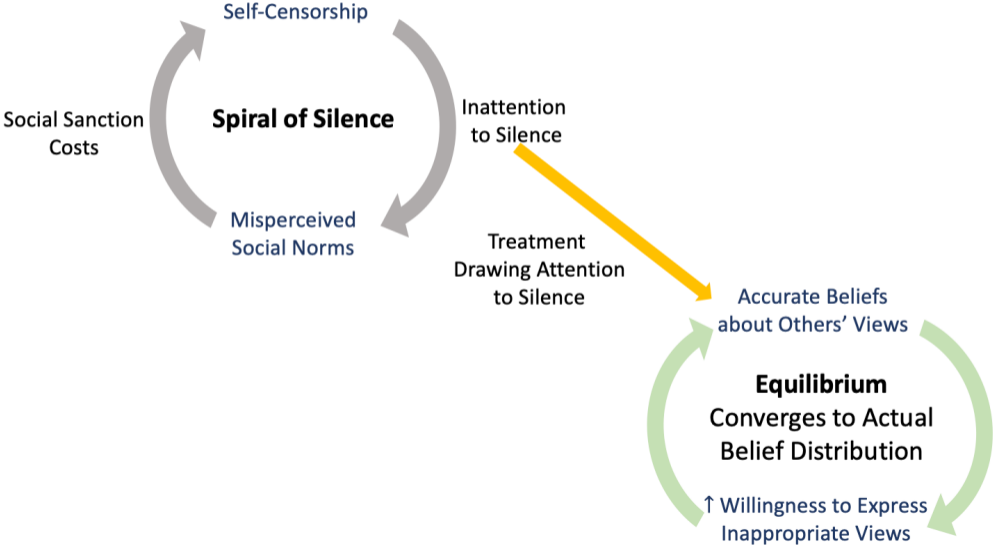 Self-Censorship
Social Sanction
Costs
Spiral of Silence
Inattention
to Silence
Misperceived
Social Norms
Treatment
Drawing Attention
to Silence
Accurate Beliefs
about Others’ Views
Equilibrium
Converges to Actual
Belief Distribution
↑ Willingness to Express
Inappropriate Views